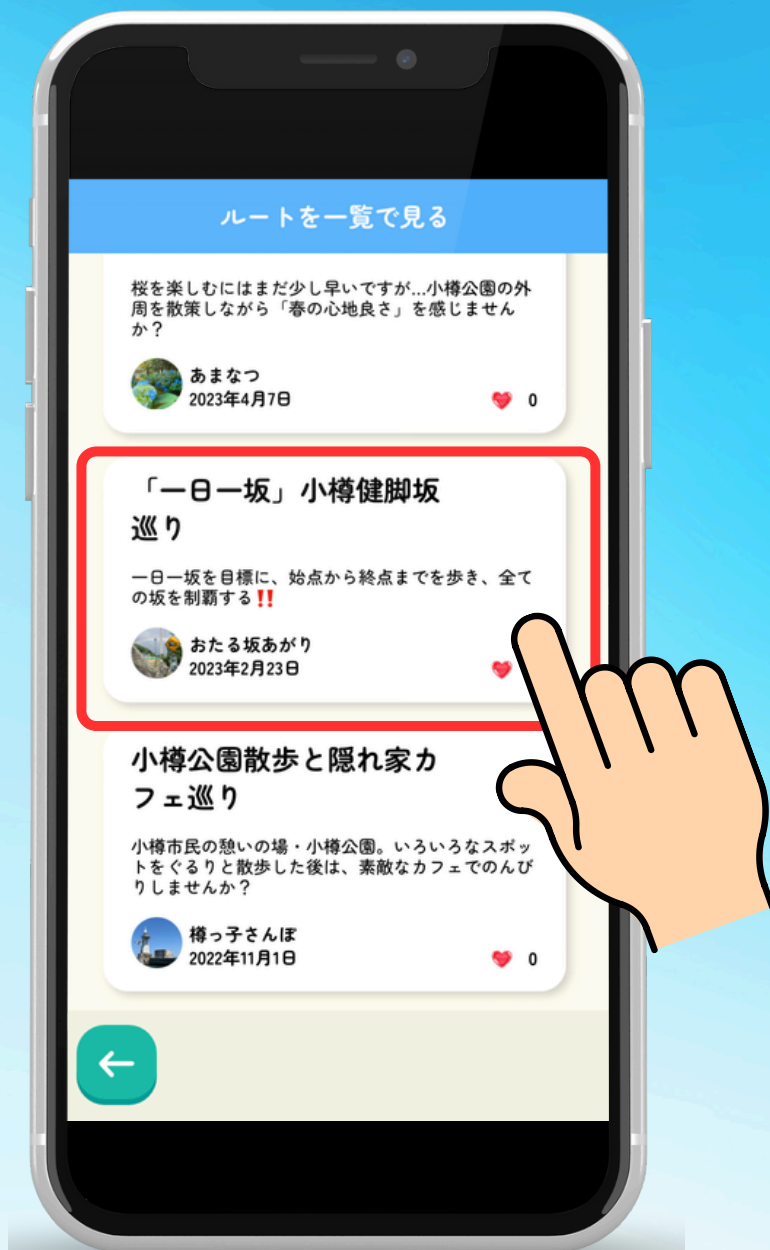 ルートを一覧で見る
桜を楽しむにはまだ少し早いですが...小樽公園の外
周を散策しながら「春の心地良さ」を感じません
か？
あまなつ
2023年4月7日
0
「一日一坂」小樽健脚坂
巡り
一日一坂を目標に、始点から終点までを歩き、全て
の坂を制覇する‼️
おたる坂あがり
2023年2月23日
小樽公園散歩と隠れ家カ
フェ巡り
小樽市民の憩いの場・小樽公園。いろいろなスポッ
トをぐるりと散歩した後は、素敵なカフェでのんび
りしませんか？
樽っ子さんぽ
2022年11月1日
0